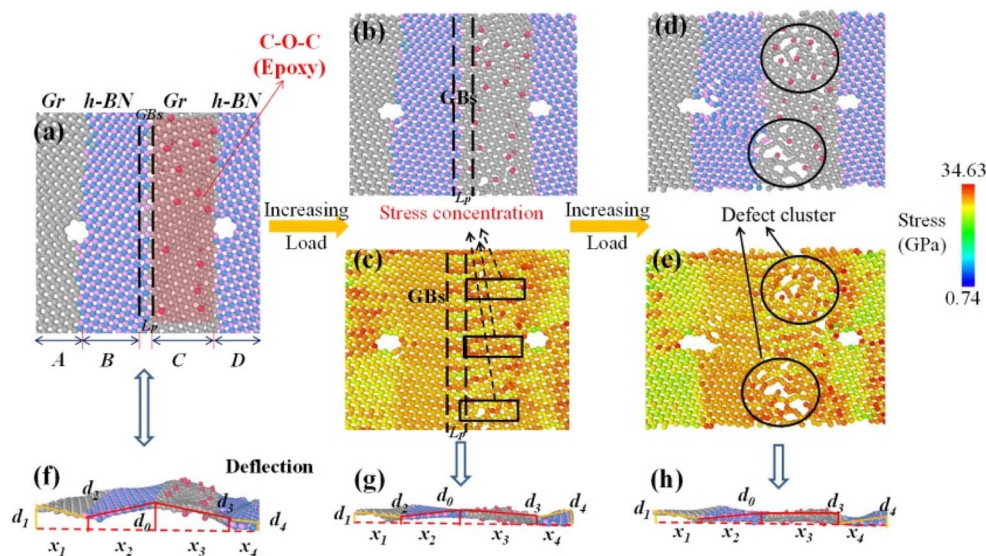 (a)
C-O-C
(Epoxy)
Gr h-BN Gr h-BN
GBs
Lp
A B C D
Increasing
Load
(b)
GBs
Lp
Stress concentration
(c)
GBs
Lp
Increasing
Load
(d)
Defect cluster
(e)
34.63
Stress
(GPa)
0.74
(f) Deflection
d1 d2 d0 d3 d4
x1 x2 x3 x4
(g)
d1 d2 d0 d3 d4
x1 x2 x3 x4
(h)
d1 d2 d0 d3 d4
x1 x2 x3 x4